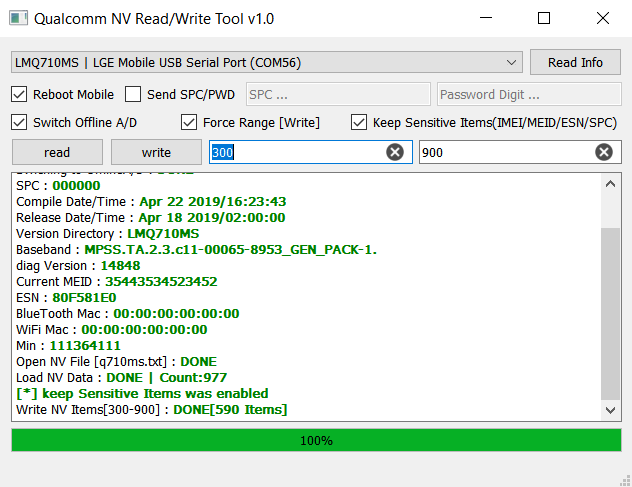 Qualcomm NV Read/Write Tool v1.0
LMQ710MS | LGE Mobile USB Serial Port (COM56)
Read Info
Reboot Mobile
Send SPC/PWD
SPC ...
Password Digit ...
Switch Offline A/D
Force Range [Write]
Keep Sensitive Items(IMEI/MEID/ESN/SPC)
read
write
300
900
SPC : 000000
Compile Date/Time : Apr 22 2019/16:23:43
Release Date/Time : Apr 18 2019/02:00:00
Version Directory : LMQ710MS
Baseband : MPSS.TA.2.3.c11-00065-8953_GEN_PACK-1.
diag Version : 14848
Current MEID : 35443534523452
ESN : 80F581E0
BlueTooth Mac : 00:00:00:00:00:00
WiFi Mac : 00:00:00:00:00:00
Min : 111364111
Open NV File [q710ms.txt] : DONE
Load NV Data : DONE | Count:977
[*] keep Sensitive Items was enabled
Write NV Items[300-900] : DONE[590 Items]
100%